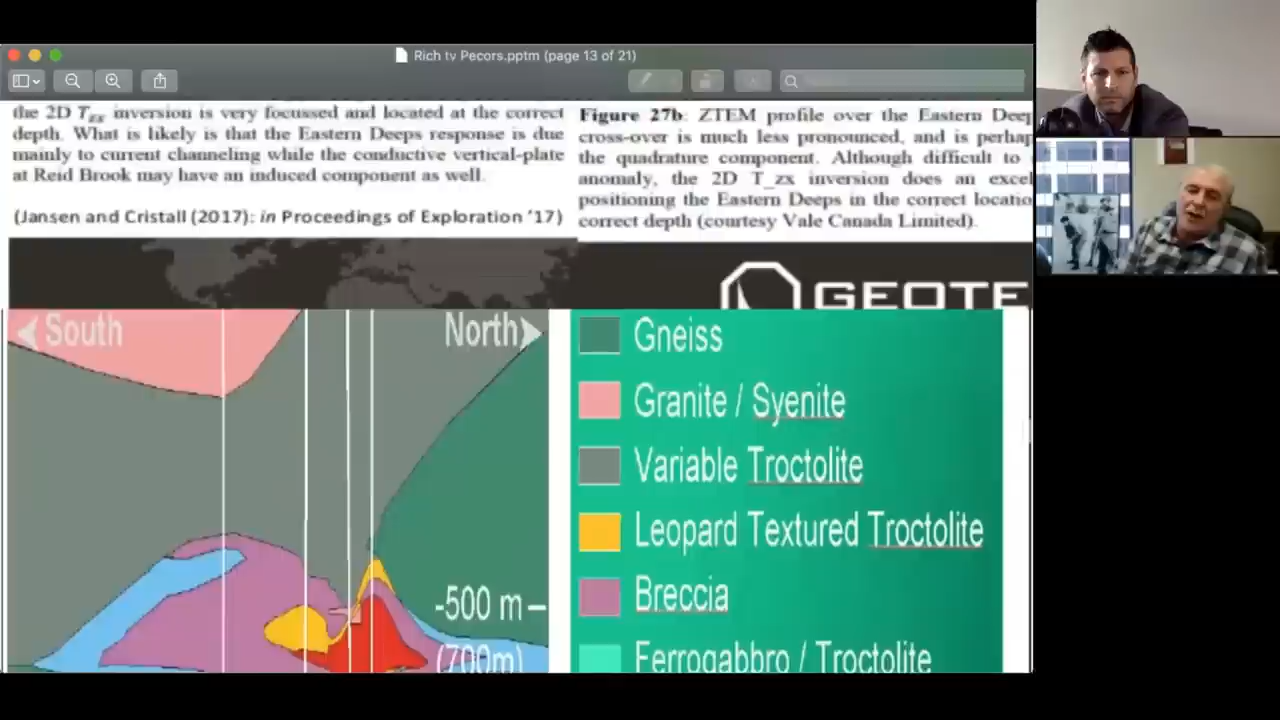 Rich tv Pecors.pptm (page 13 of 21)
the 2D Tzx inversion is very focussed and located at the correct
depth. What is likely is that the Eastern Deeps response is due
mainly to current channeling while the conductive vertical-plate
at Reid Brook may have an induced component as well.
(Jansen and Cristall (2017): in Proceedings of Exploration '17)
Figure 27b: ZTEM profile over the Eastern Deep
cross-over is much less pronounced, and is perhap
the quadrature component. Although difficult to
anomaly, the 2D T_zx inversion does an excel
positioning the Eastern Deeps in the correct locatio
correct depth (courtesy Vale Canada Limited).
GEOTE
South
North
-500 m
(700m)
Gneiss
Granite / Syenite
Variable Troctolite
Leopard Textured Troctolite
Breccia
Ferrogabbro / Troctolite